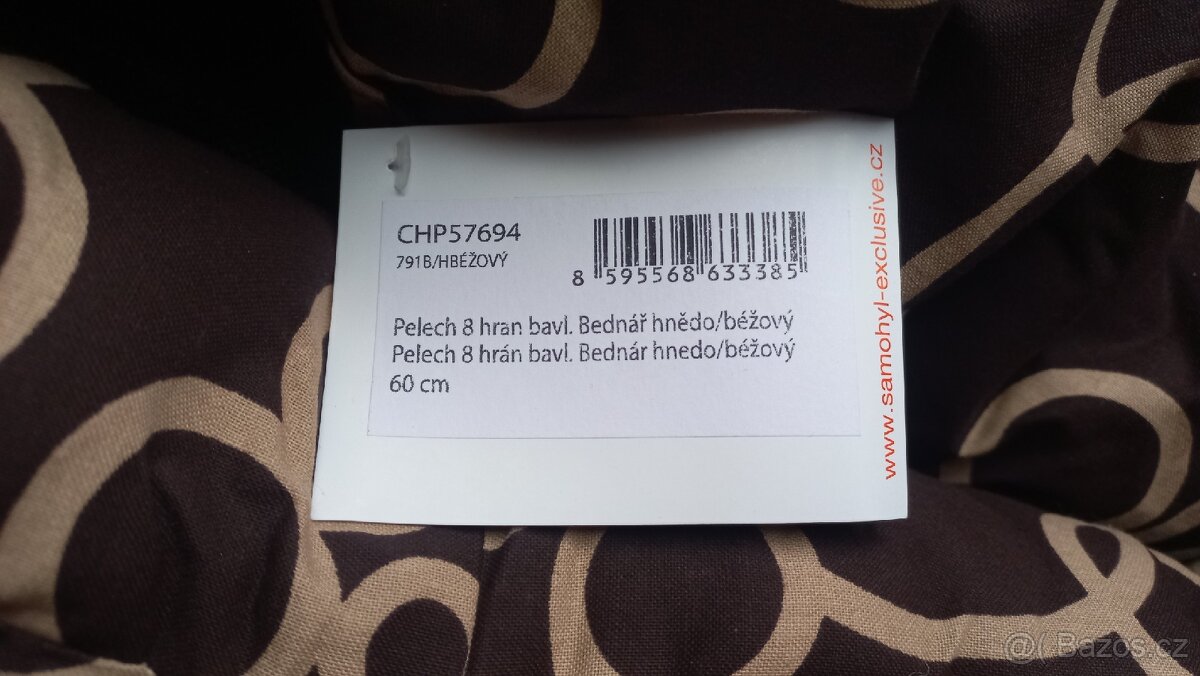 CHP57694
791B/HBÉŽOVÝ
8 595568 633385
Pelech 8 hran bavl. Bednář hnědo/béžový
Pelech 8 hrán bavl. Bednár hnedo/béžový
60 cm
www.samohyl-exclusive.cz
Bazos.cz